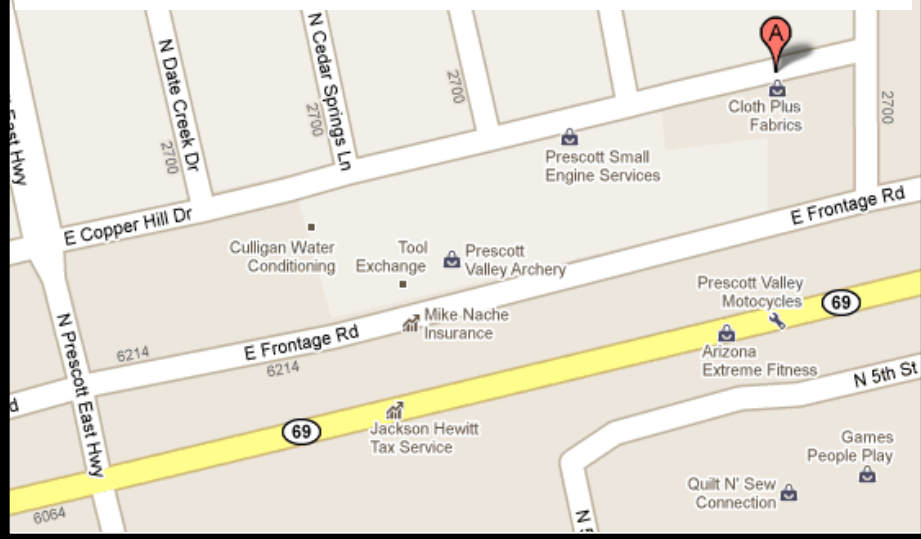 N Date Creek Dr
2700
N Cedar Springs Ln
2700
2700
A
Cloth Plus
Fabrics
2700
East Hwy
Prescott Small
Engine Services
E Frontage Rd
E Copper Hill Dr
Culligan Water
Conditioning
Tool
Exchange
Prescott
Valley Archery
Prescott Valley
Motocycles
69
Mike Nache
Insurance
N Prescott East Hwy
6214
E Frontage Rd
6214
Arizona
Extreme Fitness
N 5th St
d
69
Jackson Hewitt
Tax Service
Games
People Play
Quilt N' Sew
Connection
6064